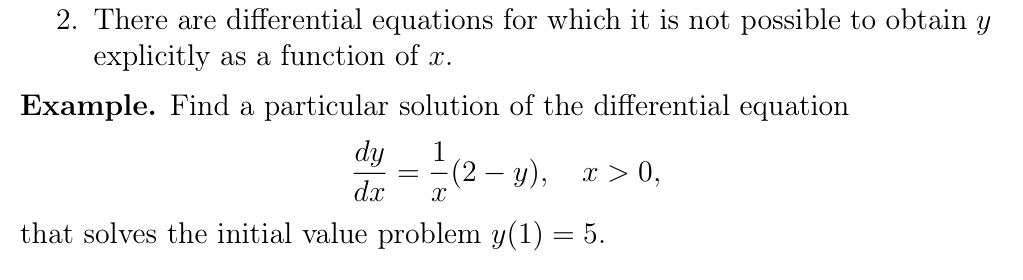 2. There are differential equations for which it is not possible to obtain y
explicitly as a function of x.
Example. Find a particular solution of the differential equation
dy/dx = 1/x (2 − y), x > 0,
that solves the initial value problem y(1) = 5.